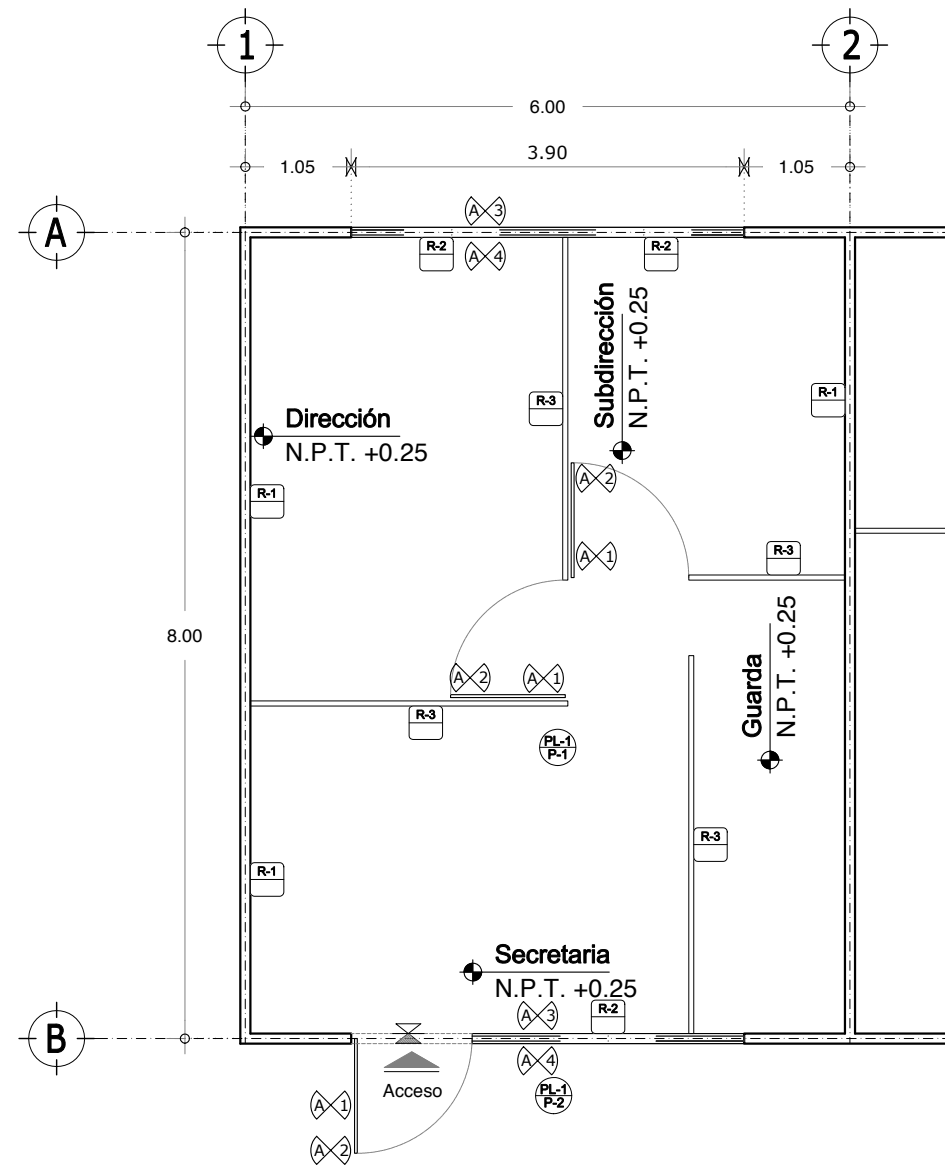 1
2
6.00
1.05
3.90
1.05
A
A 3
R-2
A 4
R-2
Subdirección
N.P.T. +0.25
R-1
R-3
Dirección
N.P.T. +0.25
A 2
R-1
A 1
R-3
8.00
Guarda
N.P.T. +0.25
A 2
A 1
R-3
PL-1
P-1
R-3
R-1
Secretaria
N.P.T. +0.25
A 3
R-2
B
A 4
Acceso
PL-1
P-2
A 1
A 2